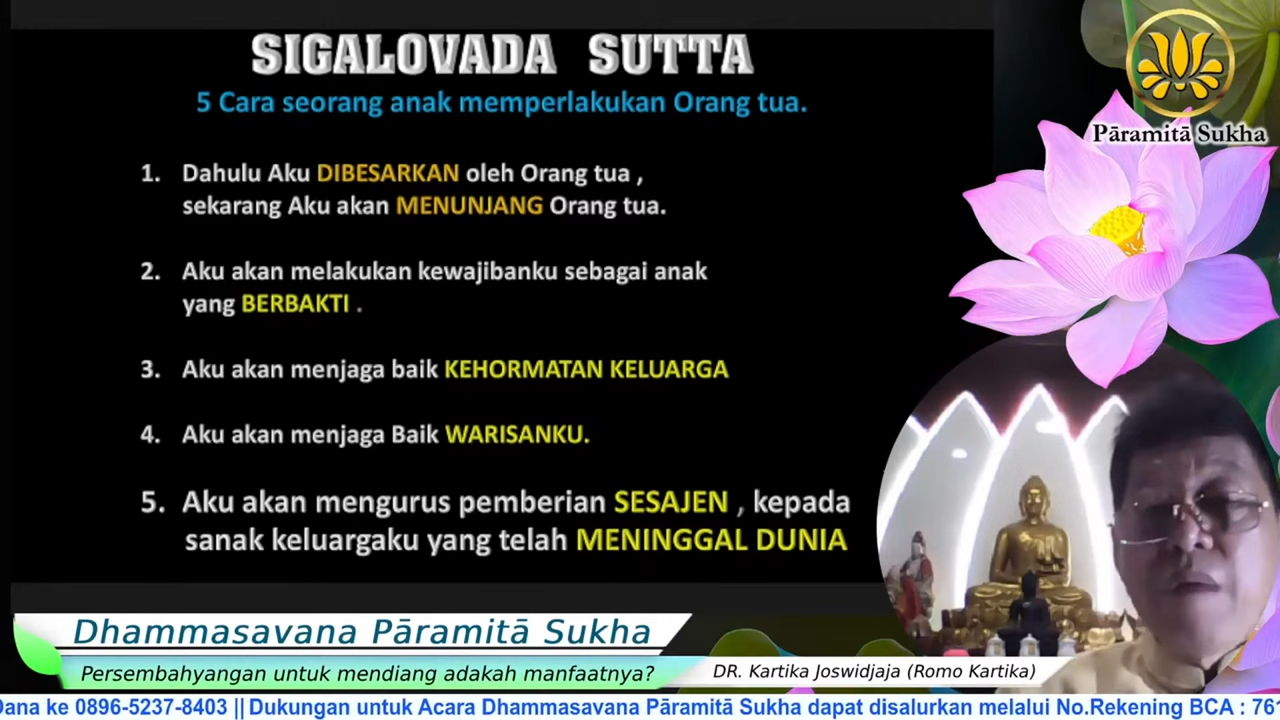 SIGALOVADA SUTTA
5 Cara seorang anak memperlakukan Orang tua.
Pāramitā Sukha
1. Dahulu Aku DIBESARKAN oleh Orang tua ,
sekarang Aku akan MENUNJANG Orang tua.
2. Aku akan melakukan kewajibanku sebagai anak
yang BERBAKTI .
3. Aku akan menjaga baik KEHORMATAN KELUARGA
4. Aku akan menjaga Baik WARISANKU.
5. Aku akan mengurus pemberian SESAJEN , kepada
sanak keluargaku yang telah MENINGGAL DUNIA
Dhammasavana Pāramitā Sukha
Persembahyangan untuk mendiang adakah manfaatnya?
DR. Kartika Joswidjaja (Romo Kartika)
Dana ke 0896-5237-8403 || Dukungan untuk Acara Dhammasavana Pāramitā Sukha dapat disalurkan melalui No.Rekening BCA : 761